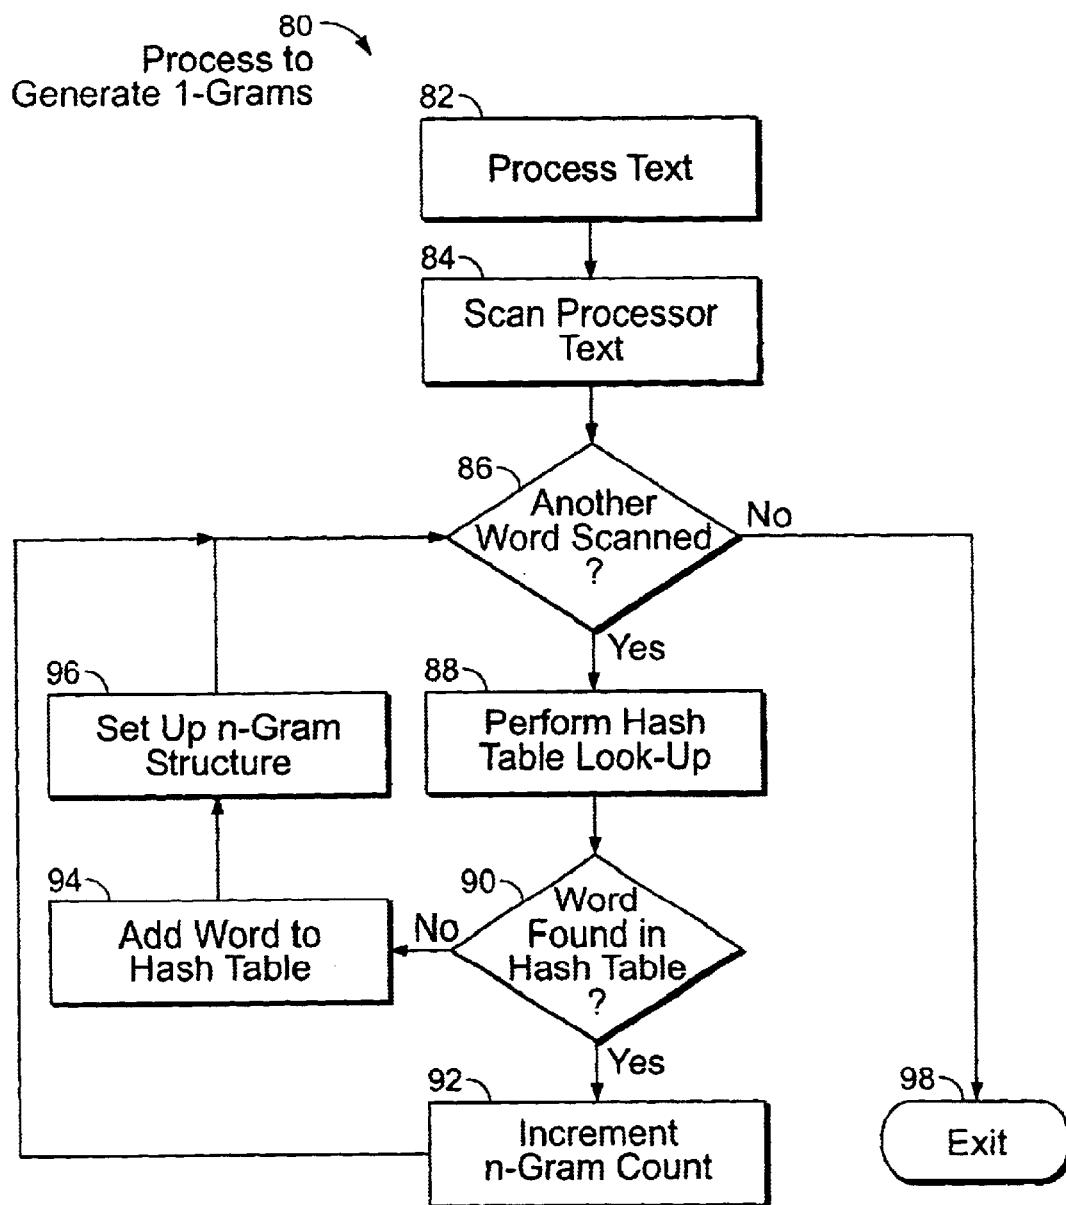 80
Process to
Generate 1-Grams
82
Process Text
84
Scan Processor
Text
86
Another
Word Scanned
?
No
Yes
96
Set Up n-Gram
Structure
88
Perform Hash
Table Look-Up
94
Add Word to
Hash Table
No
90
Word
Found in
Hash Table
?
Yes
92
Increment
n-Gram Count
98
Exit